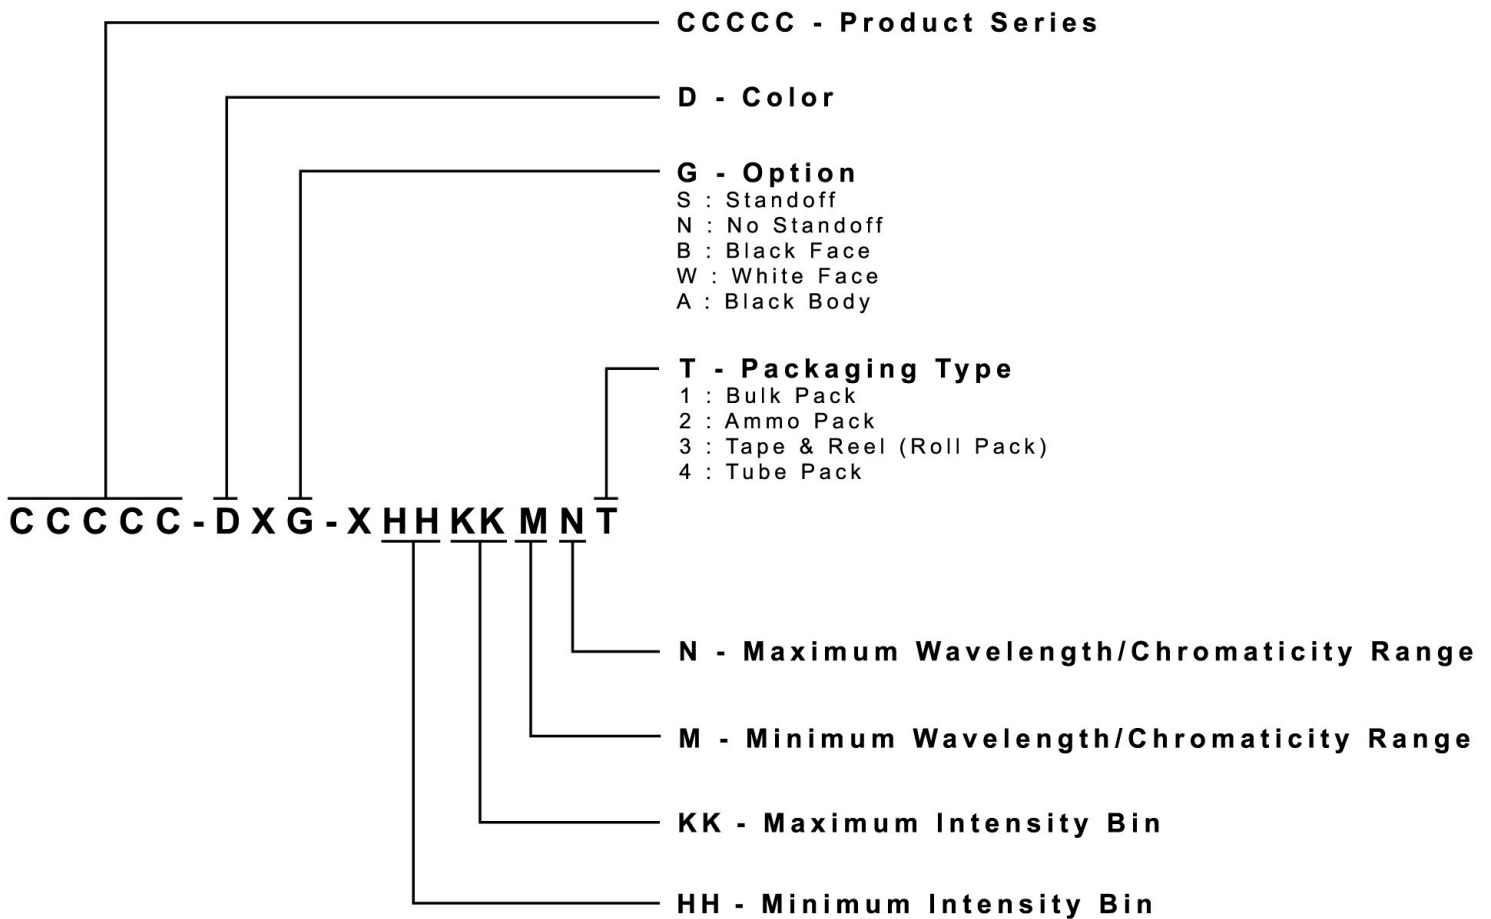 CCCCC - Product Series
D - Color
G - Option
S : Standoff
N : No Standoff
B : Black Face
W : White Face
A : Black Body
T - Packaging Type
1 : Bulk Pack
2 : Ammo Pack
3 : Tape & Reel (Roll Pack)
4 : Tube Pack
CCCCC-DXG-XHHKKMNT
N - Maximum Wavelength/Chromaticity Range
M - Minimum Wavelength/Chromaticity Range
KK - Maximum Intensity Bin
HH - Minimum Intensity Bin